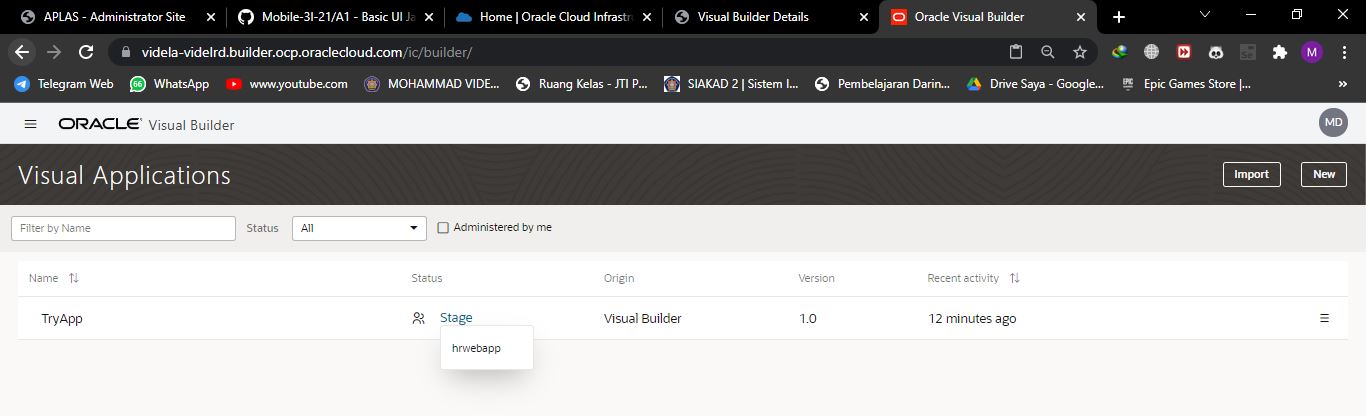 APLAS - Administrator Site
Mobile-3I-21/A1 - Basic UI Ja
Home | Oracle Cloud Infrastru
Visual Builder Details
Oracle Visual Builder
videla-videlrd.builder.ocp.oraclecloud.com/ic/builder/
M
Telegram Web
66
WhatsApp
www.youtube.com
MOHAMMAD VIDE...
Ruang Kelas - JTI P...
SIAKAD 2 | Sistem I...
Pembelajaran Darin...
Drive Saya - Google...
EPIC
Epic Games Store |...
»
ORACLE Visual Builder
MD
Visual Applications
Import
New
Filter by Name
Status
All
Administered by me
Name
Status
Origin
Version
Recent activity
TryApp
Stage
Visual Builder
1.0
12 minutes ago
hrwebapp